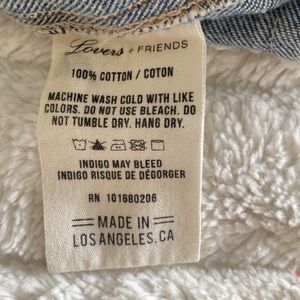 Lovers + FRIENDS
100% COTTON / COTON
MACHINE WASH COLD WITH LIKE
COLORS. DO NOT USE BLEACH. DO
NOT TUMBLE DRY. HANG DRY.
INDIGO MAY BLEED
INDIGO RISQUE DE DÉGORGER
RN 101680206
MADE IN
LOS ANGELES, CA